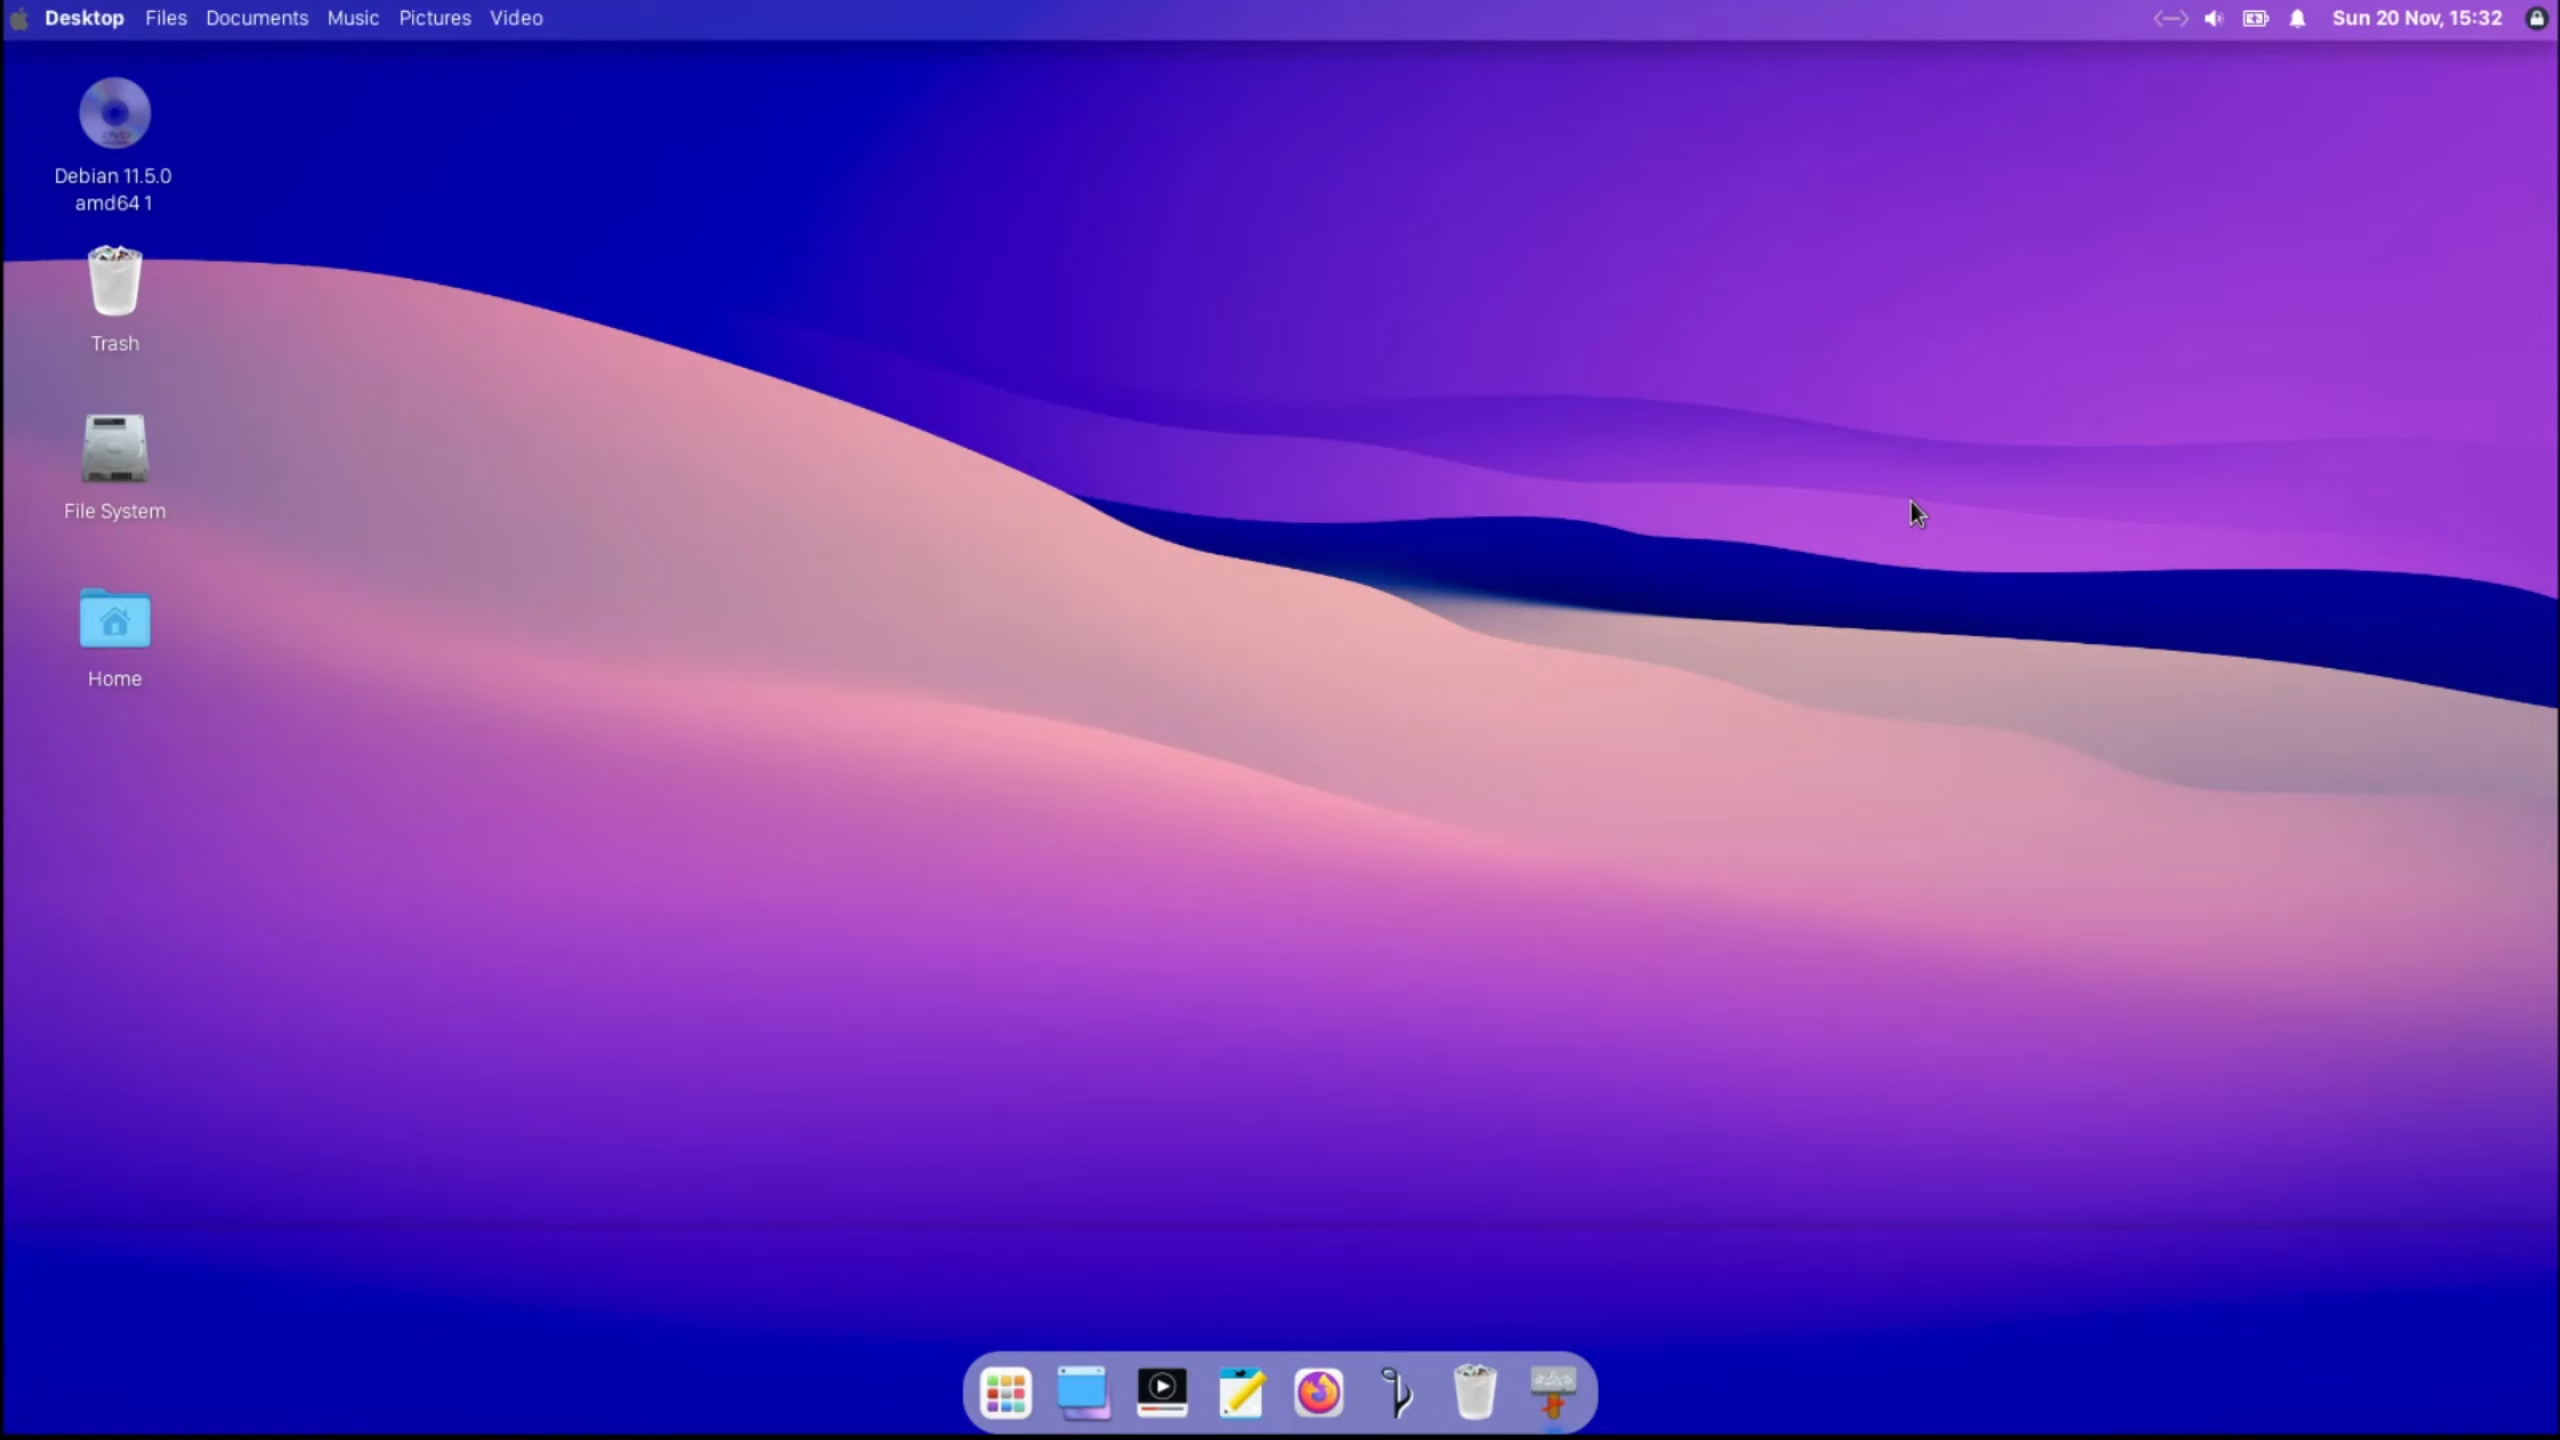 Desktop Files Documents Music Pictures Video
Sun 20 Nov, 15:32
DVD
Debian 11.5.0
amd64 1
Trash
File System
Home